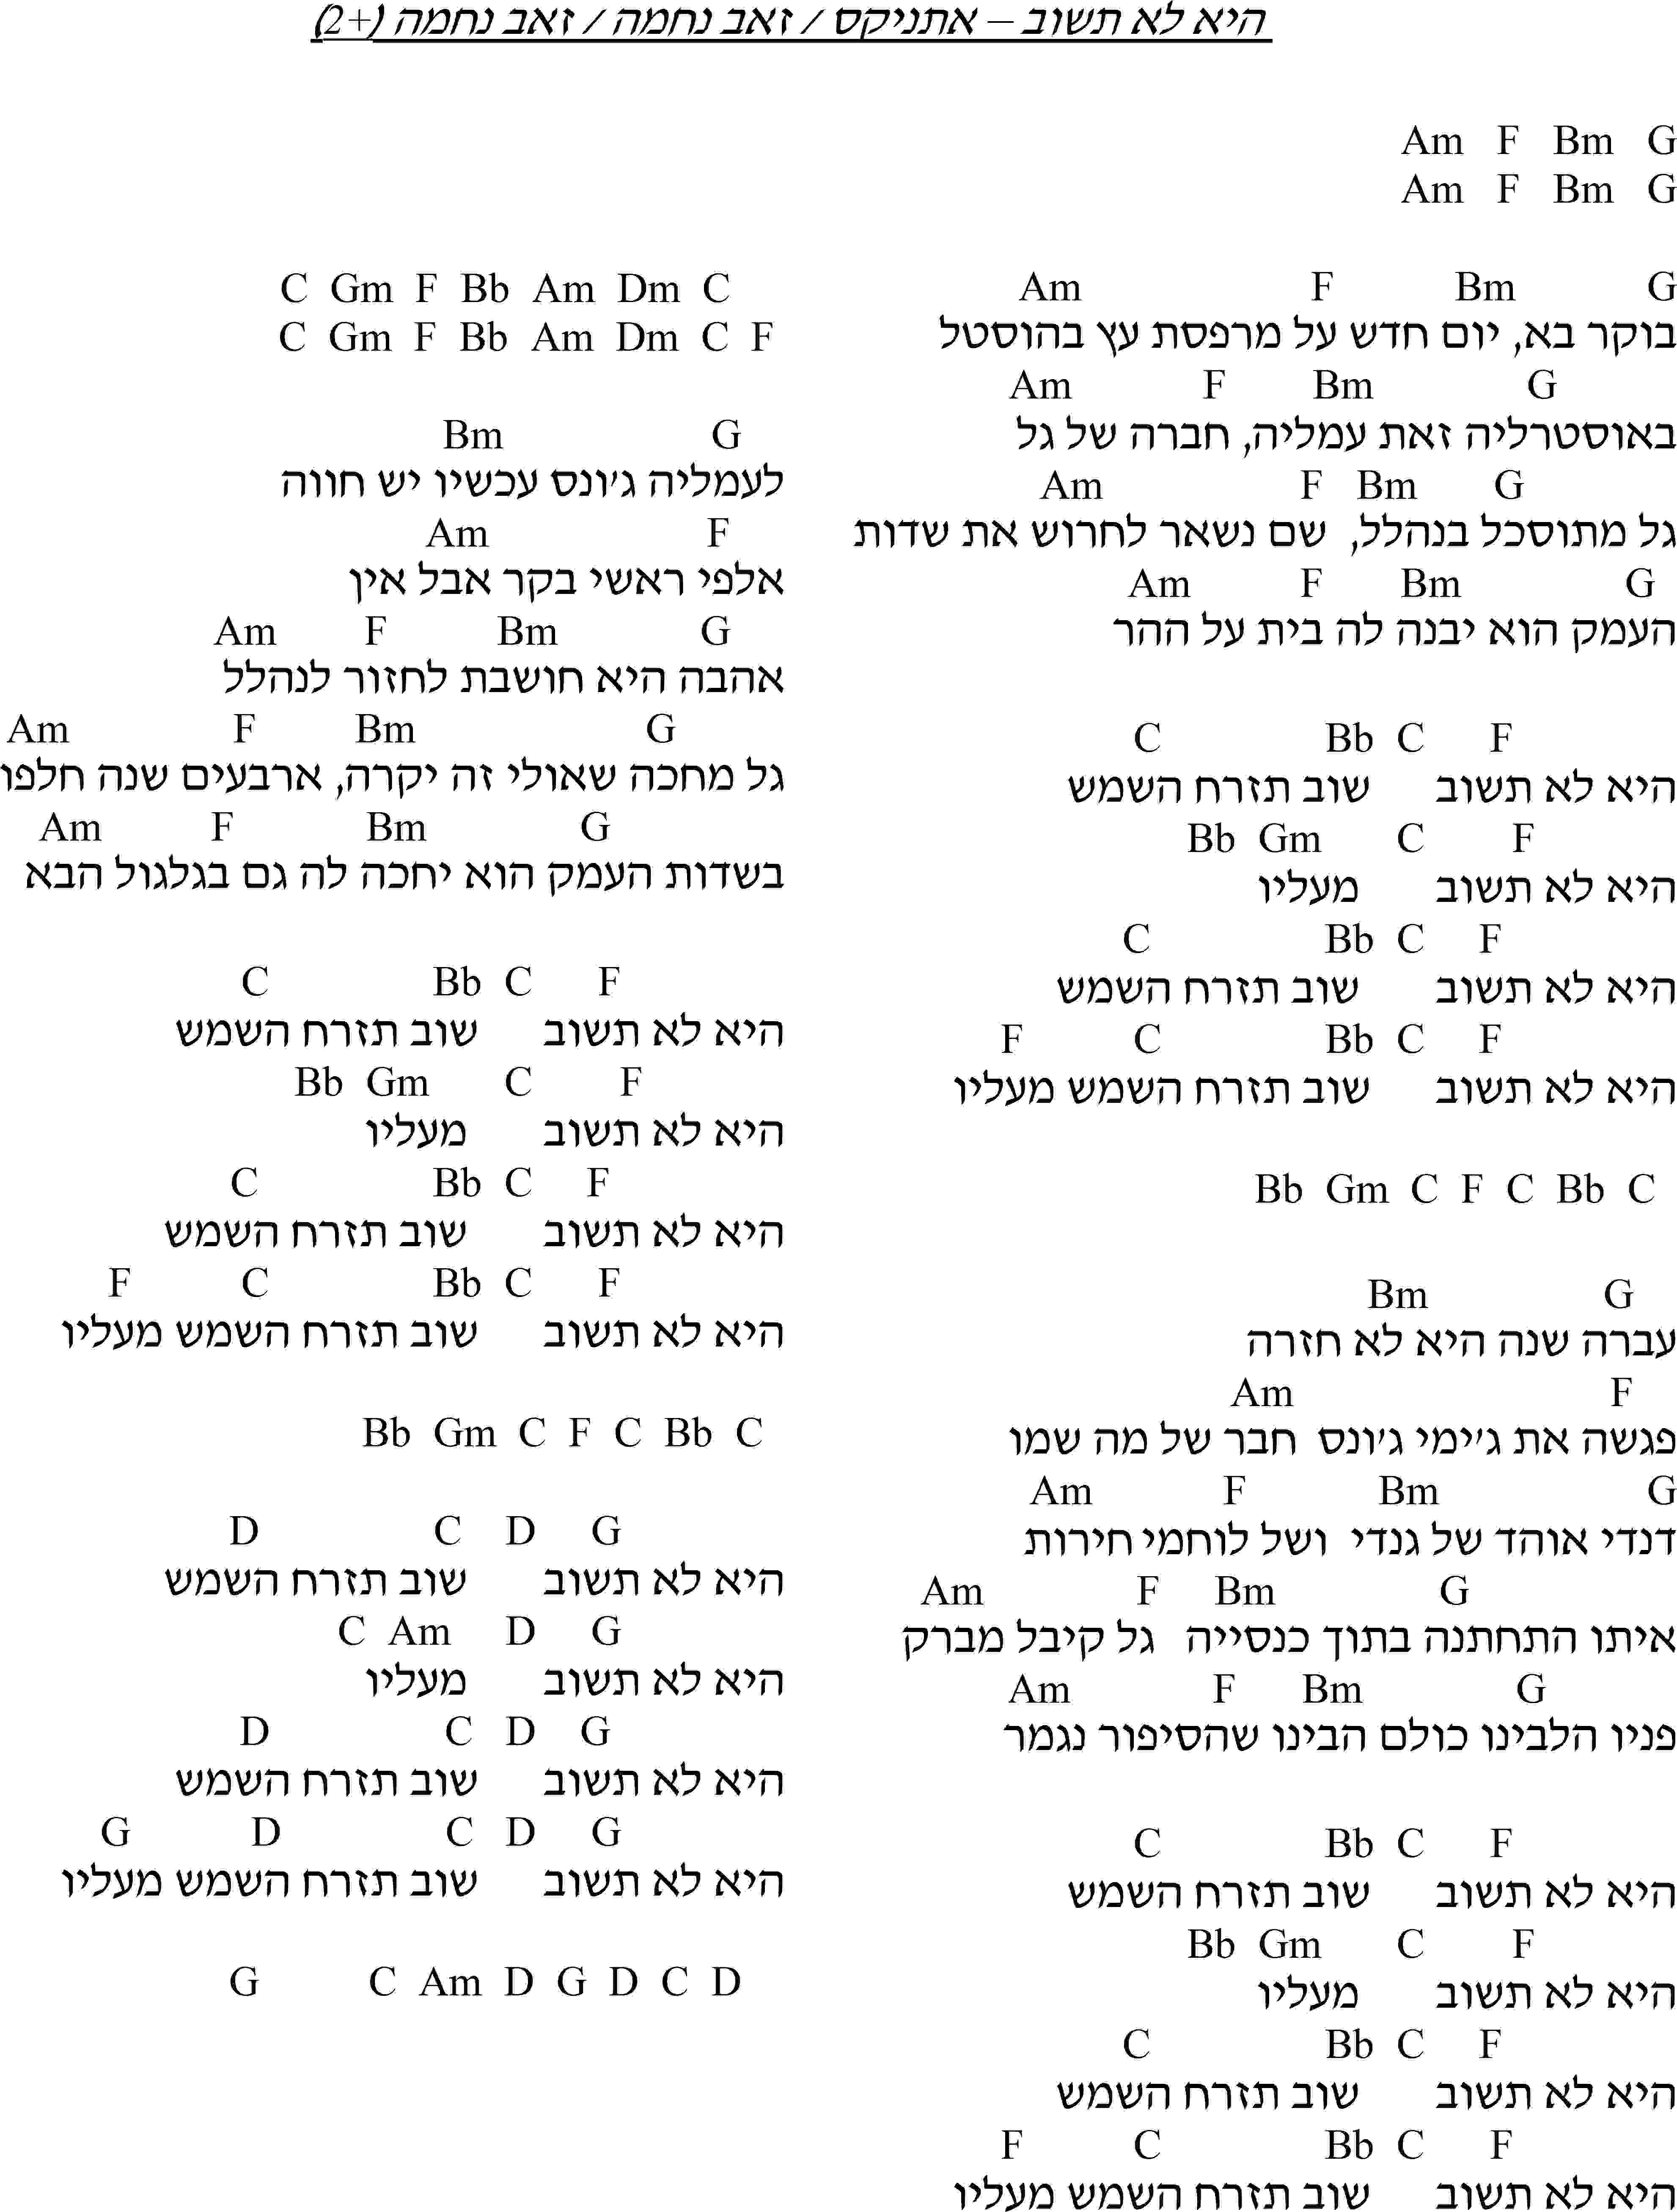 היא לא תשוב – אתניקס / זאב נחמה / זאב נחמה (+2)
Am F Bm G
Am F Bm G
Am F Bm G
בוקר בא, יום חדש על מרפסת עץ בהוסטל
Am F Bm G
באוסטרליה זאת עמליה, חברה של גל
Am F Bm G
גל מתוסכל בנהלל, שם נשאר לחרוש את שדות
Am F Bm G
העמק הוא יבנה לה בית על ההר
C Bb C F
היא לא תשוב שוב תזרח השמש
Bb Gm C F
היא לא תשוב מעליו
C Bb C F
היא לא תשוב שוב תזרח השמש
F C Bb C F
היא לא תשוב שוב תזרח השמש מעליו
Bb Gm C F C Bb C
Bm G
עברה שנה היא לא חזרה
Am F
פגשה את ג'ימי ג'ונס חבר של מה שמו
Am F Bm G
דנדי אוהד של גנדי ושל לוחמי חירות
Am F Bm G
איתו התחתנה בתוך כנסייה גל קיבל מברק
Am F Bm G
פניו הלבינו כולם הבינו שהסיפור נגמר
C Bb C F
היא לא תשוב שוב תזרח השמש
Bb Gm C F
היא לא תשוב מעליו
C Bb C F
היא לא תשוב שוב תזרח השמש
F C Bb C F
היא לא תשוב שוב תזרח השמש מעליו
C Gm F Bb Am Dm C
C Gm F Bb Am Dm C F
Bm G
לעמליה ג'ונס עכשיו יש חווה
Am F
אלפי ראשי בקר אבל אין
Am F Bm G
אהבה היא חושבת לחזור לנהלל
Am F Bm G
גל מחכה שאולי זה יקרה, ארבעים שנה חלפו
Am F Bm G
בשדות העמק הוא יחכה לה גם בגלגול הבא
C Bb C F
היא לא תשוב שוב תזרח השמש
Bb Gm C F
היא לא תשוב מעליו
C Bb C F
היא לא תשוב שוב תזרח השמש
F C Bb C F
היא לא תשוב שוב תזרח השמש מעליו
Bb Gm C F C Bb C
D C D G
היא לא תשוב שוב תזרח השמש
C Am D G
היא לא תשוב מעליו
D C D G
היא לא תשוב שוב תזרח השמש
G D C D G
היא לא תשוב שוב תזרח השמש מעליו
G C Am D G D C D